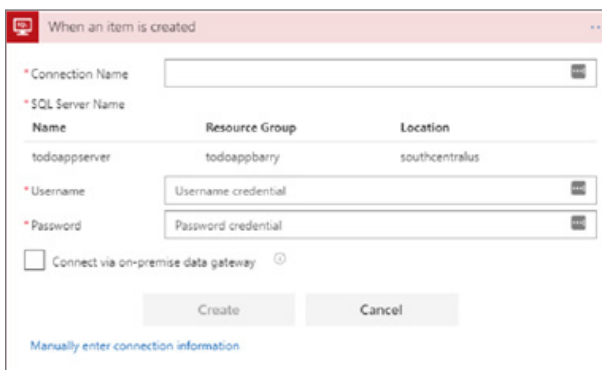 When an item is created
* Connection Name
* SQL Server Name
Name Resource Group Location
todoappserver todoappbarry southcentralus
* Username Username credential
* Password Password credential
Connect via on-premise data gateway
Create Cancel
Manually enter connection information